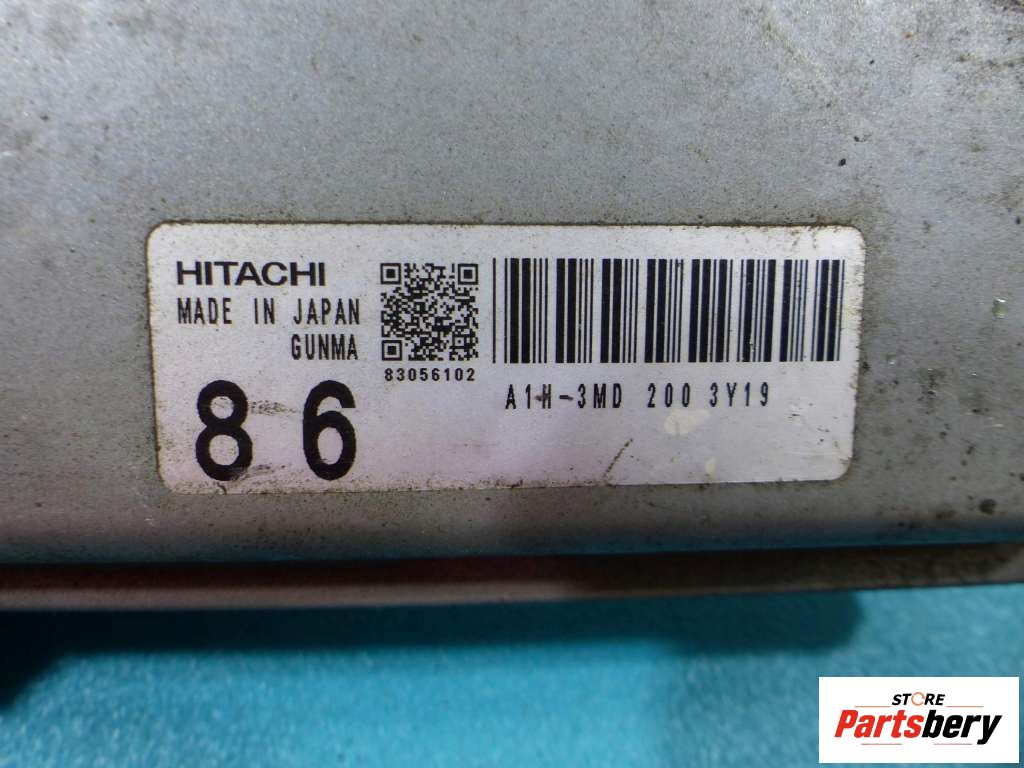 HITACHI
MADE IN JAPAN
GUNMA
83056102
86
A1H-3MD 200 3Y19
STORE
Partsbery